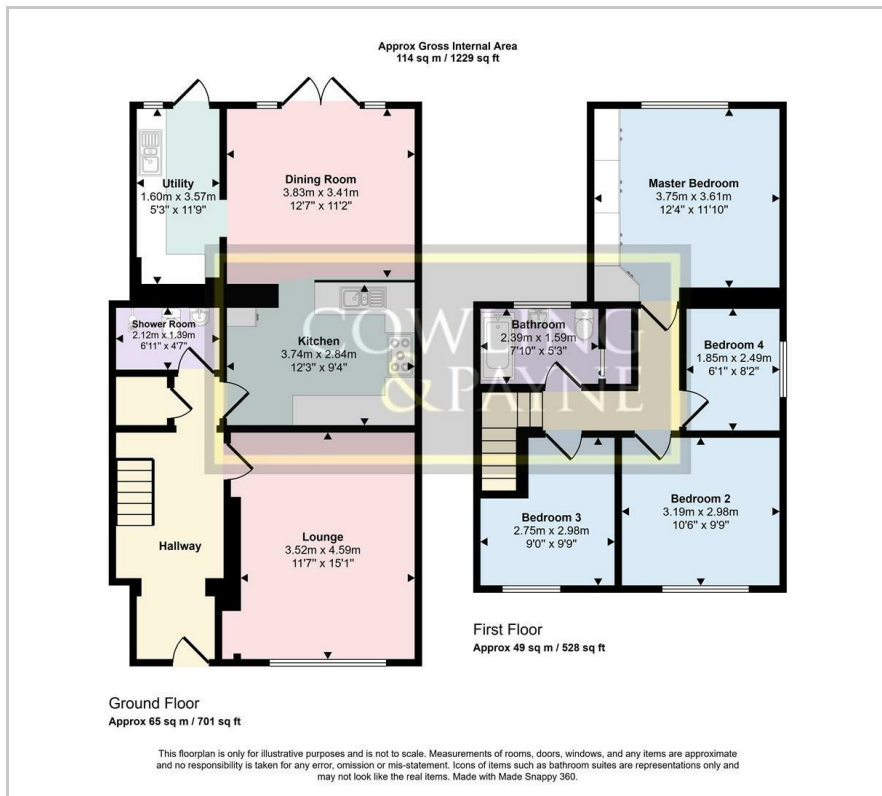 Approx Gross Internal Area
114 sq m / 1229 sq ft
Utility
1.60m x 3.57m
5'3" x 11'9"
Dining Room
3.83m x 3.41m
12'7" x 11'2"
Master Bedroom
3.75m x 3.61m
12'4" x 11'10"
Shower Room
2.12m x 1.39m
6'11" x 4'7"
Kitchen
3.74m x 2.84m
12'3" x 9'4"
Bathroom
2.39m x 1.59m
7'10" x 5'3"
Bedroom 4
1.85m x 2.49m
6'1" x 8'2"
COWLING
&PAYNE
Hallway
Lounge
3.52m x 4.59m
11'7" x 15'1"
Bedroom 3
2.75m x 2.98m
9'0" x 9'9"
Bedroom 2
3.19m x 2.98m
10'6" x 9'9"
First Floor
Approx 49 sq m / 528 sq ft
Ground Floor
Approx 65 sq m / 701 sq ft
This floorplan is only for illustrative purposes and is not to scale. Measurements of rooms, doors, windows, and any items are approximate
and no responsibility is taken for any error, omission or mis-statement. Icons of items such as bathroom suites are representations only and
may not look like the real items. Made with Made Snappy 360.